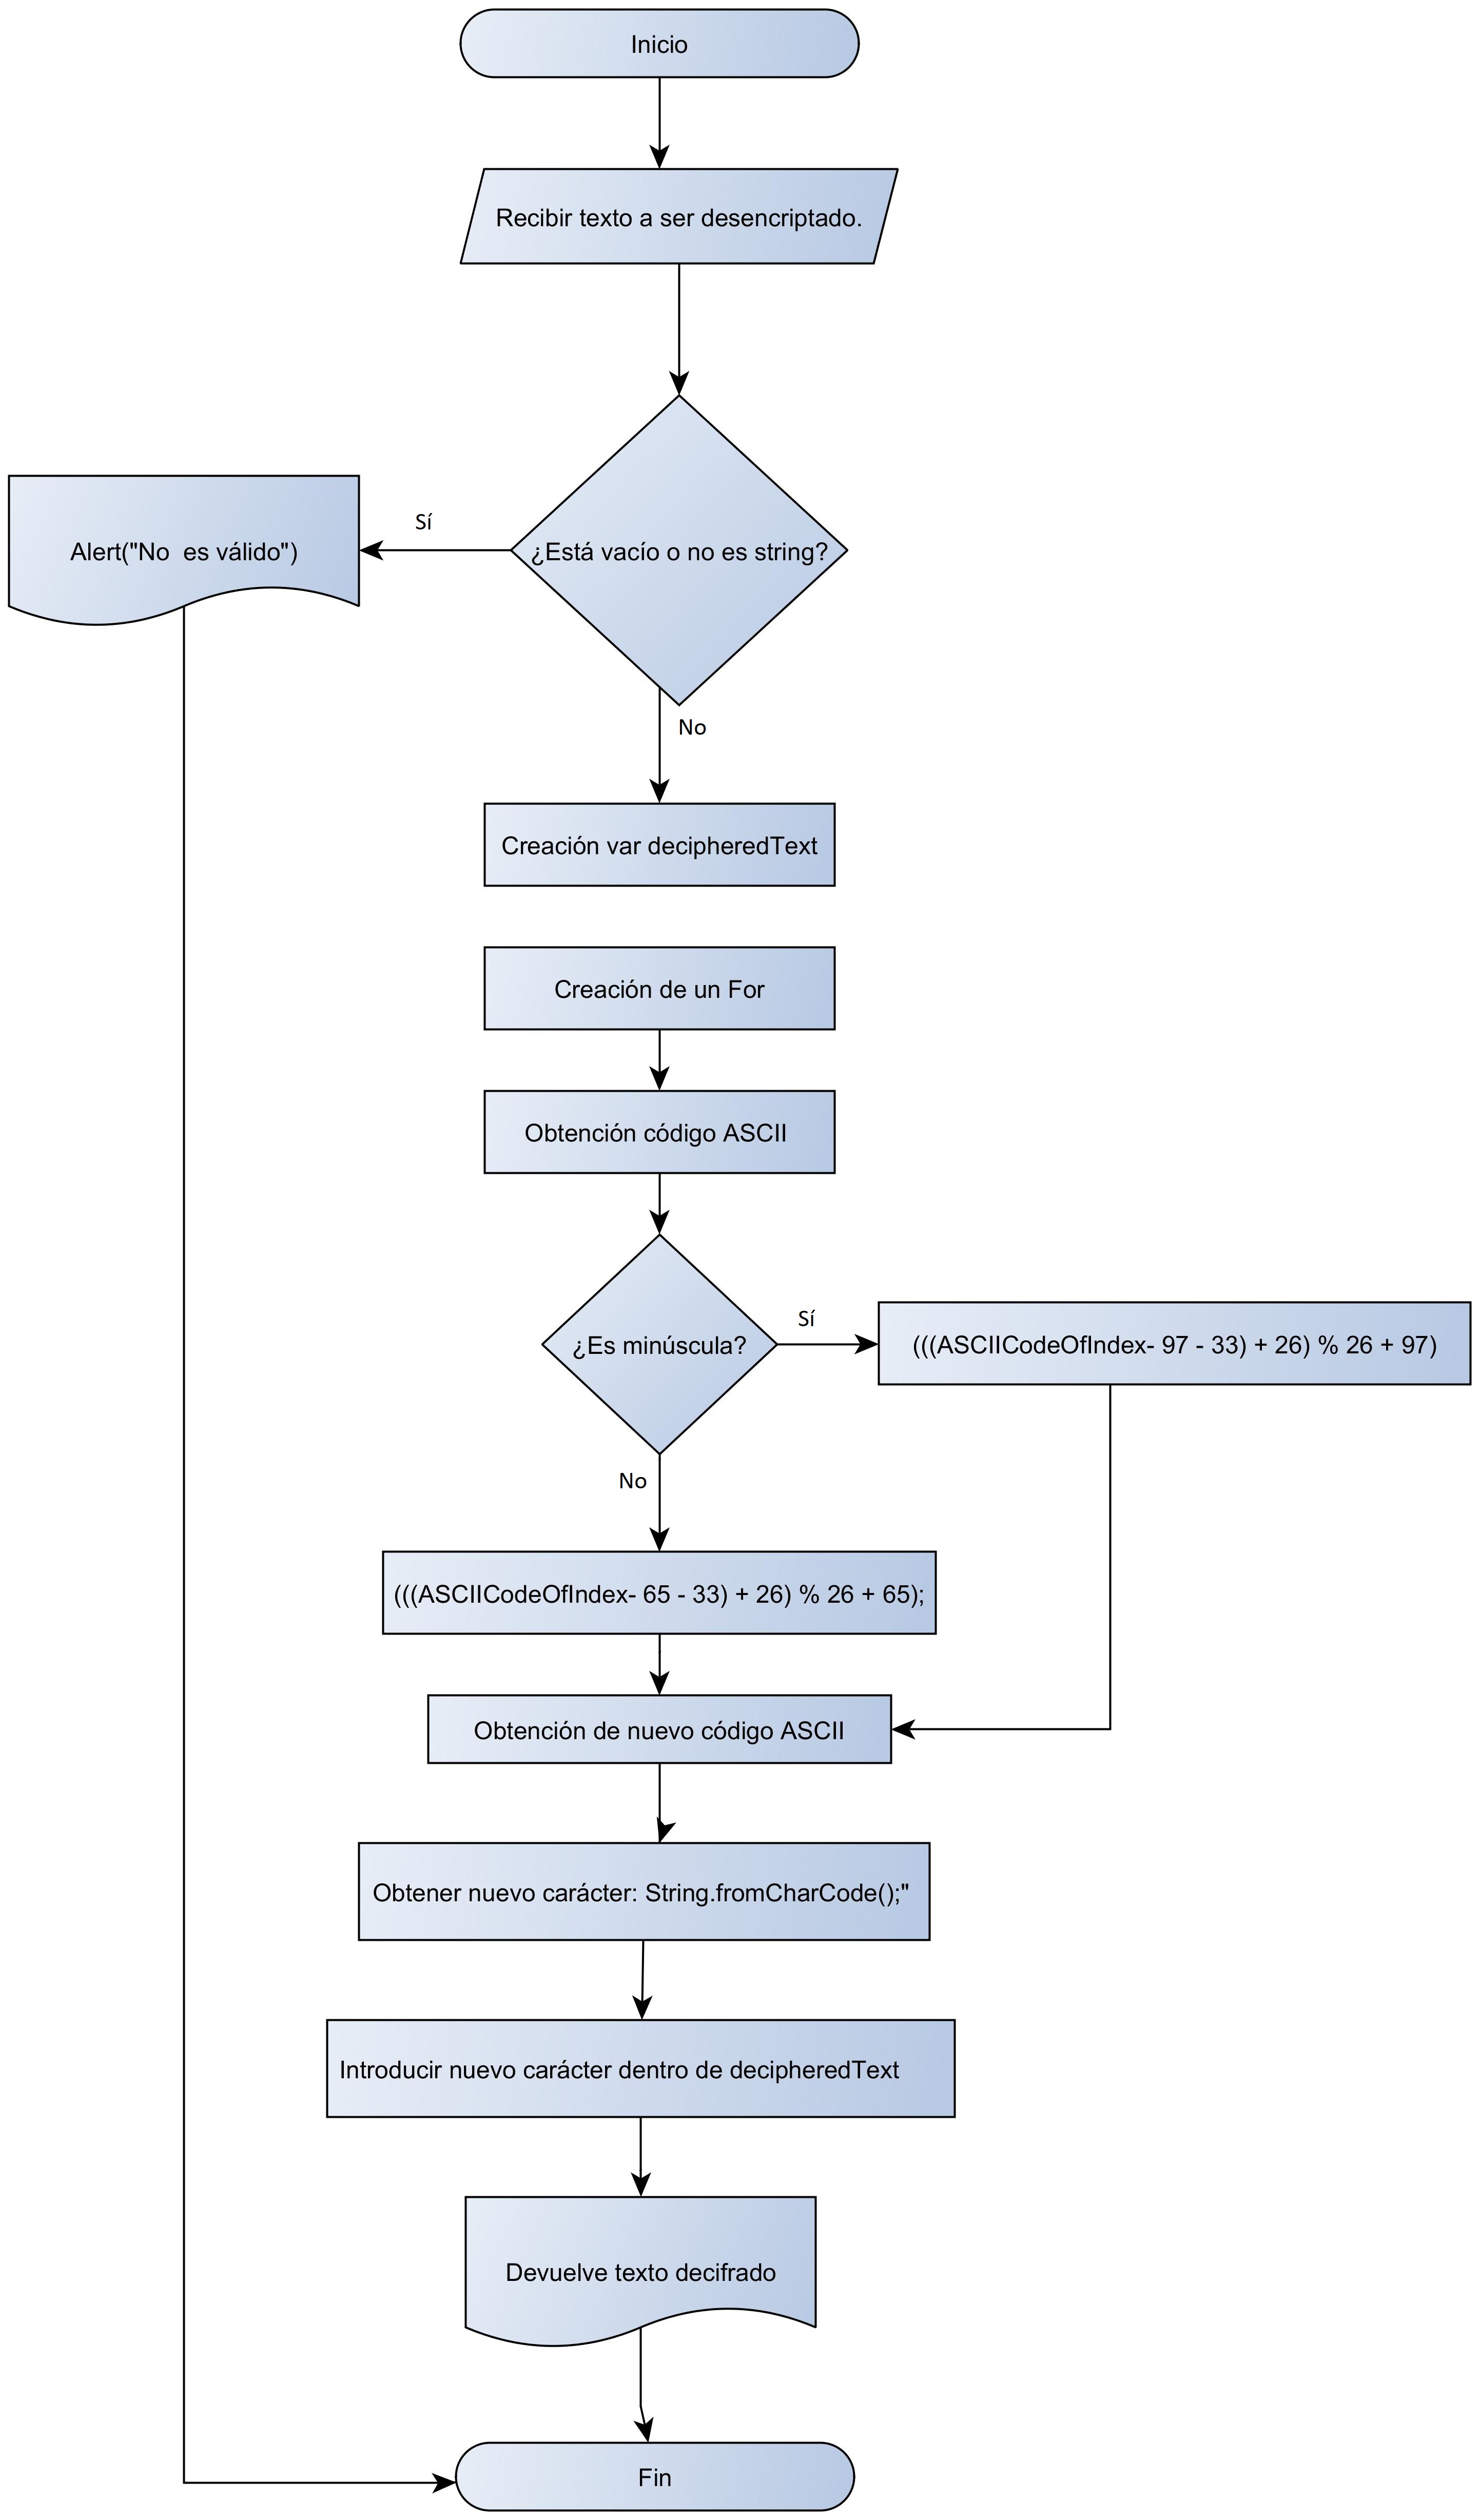 Inicio
Recibir texto a ser desencriptado.
¿Está vacío o no es string?
Sí
Alert("No  es válido")
No
Creación var decipheredText
Creación de un For
Obtención código ASCII
¿Es minúscula?
Sí
(((ASCIICodeOfIndex- 97 - 33) + 26) % 26 + 97)
No
(((ASCIICodeOfIndex- 65 - 33) + 26) % 26 + 65);
Obtención de nuevo código ASCII
Obtener nuevo carácter: String.fromCharCode();"
Introducir nuevo carácter dentro de decipheredText
Devuelve texto decifrado
Fin